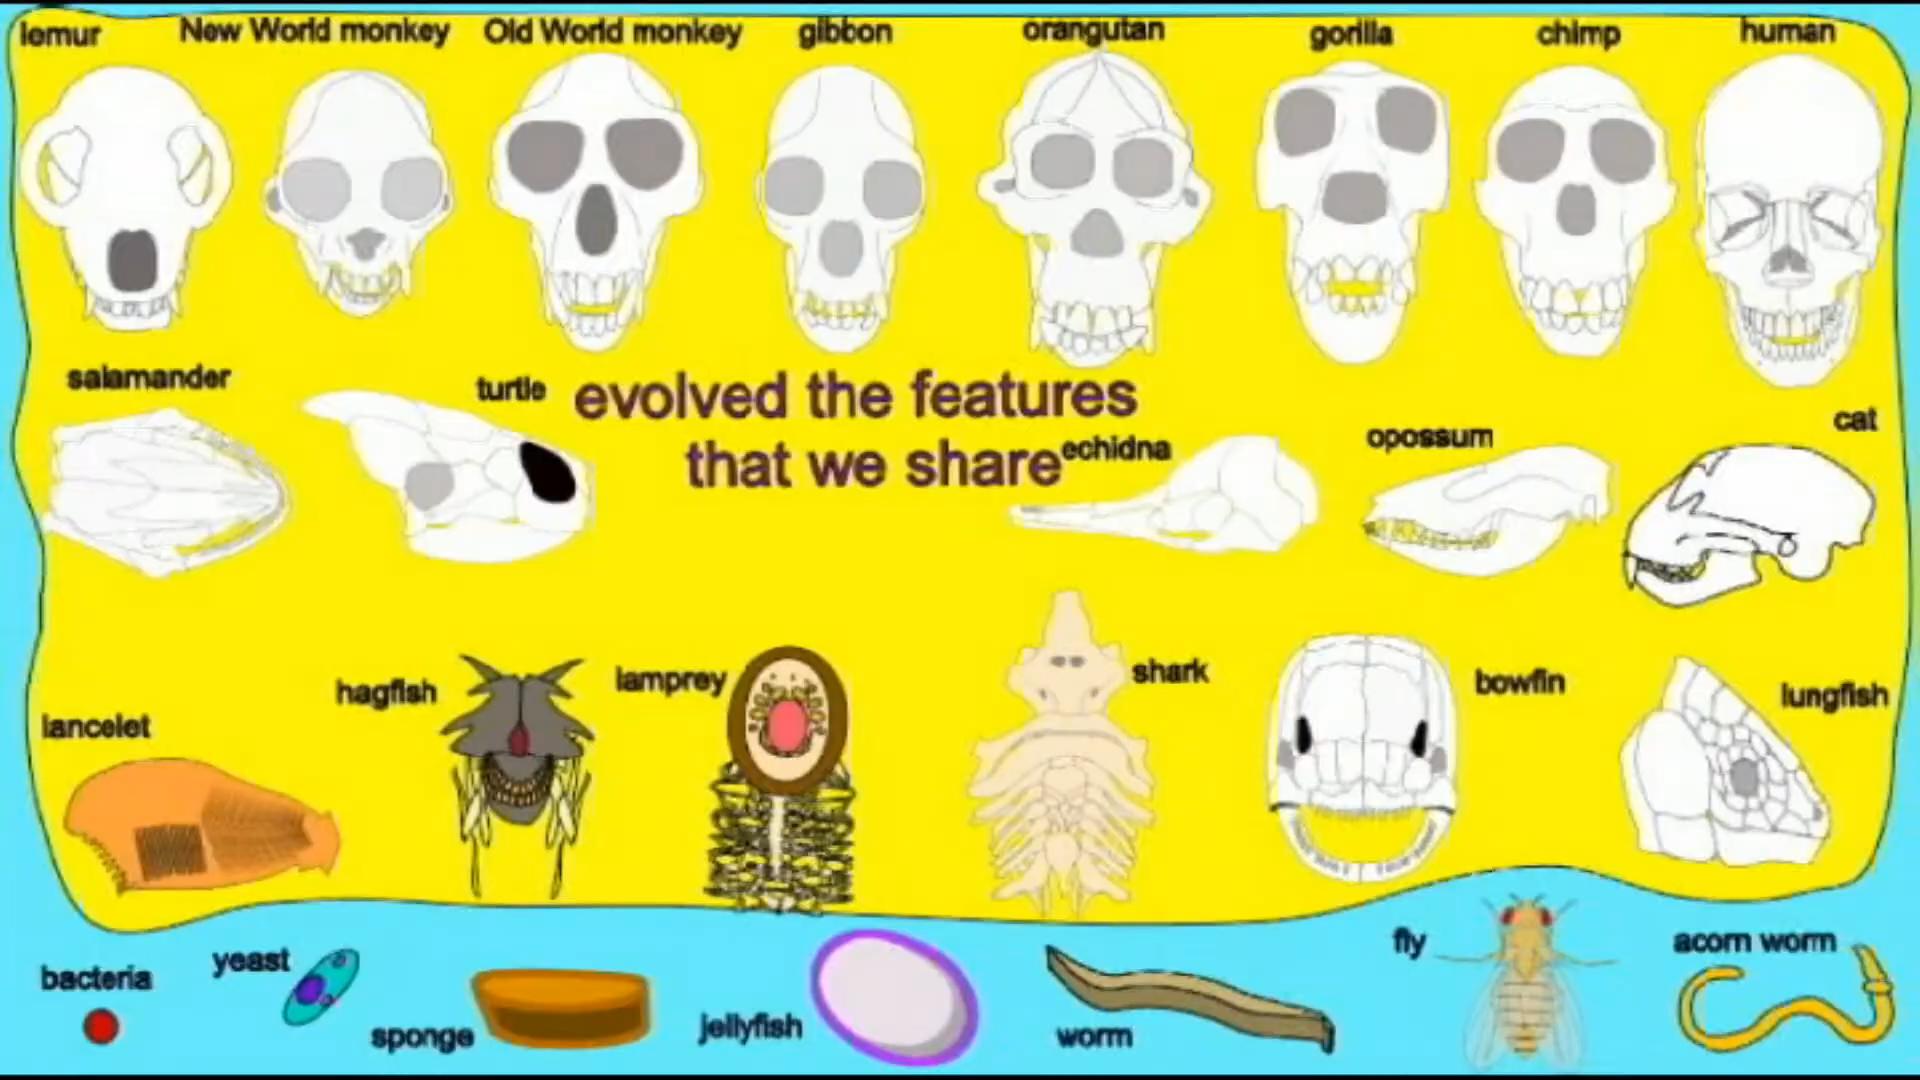 lemur
New World monkey
Old World monkey
gibbon
orangutan
gorilla
chimp
human
salamander
turtle
evolved the features
that we share
echidna
opossum
cat
lancelet
hagfish
lamprey
shark
bowfin
lungfish
bacteria
yeast
sponge
jellyfish
worm
fly
acorn worm